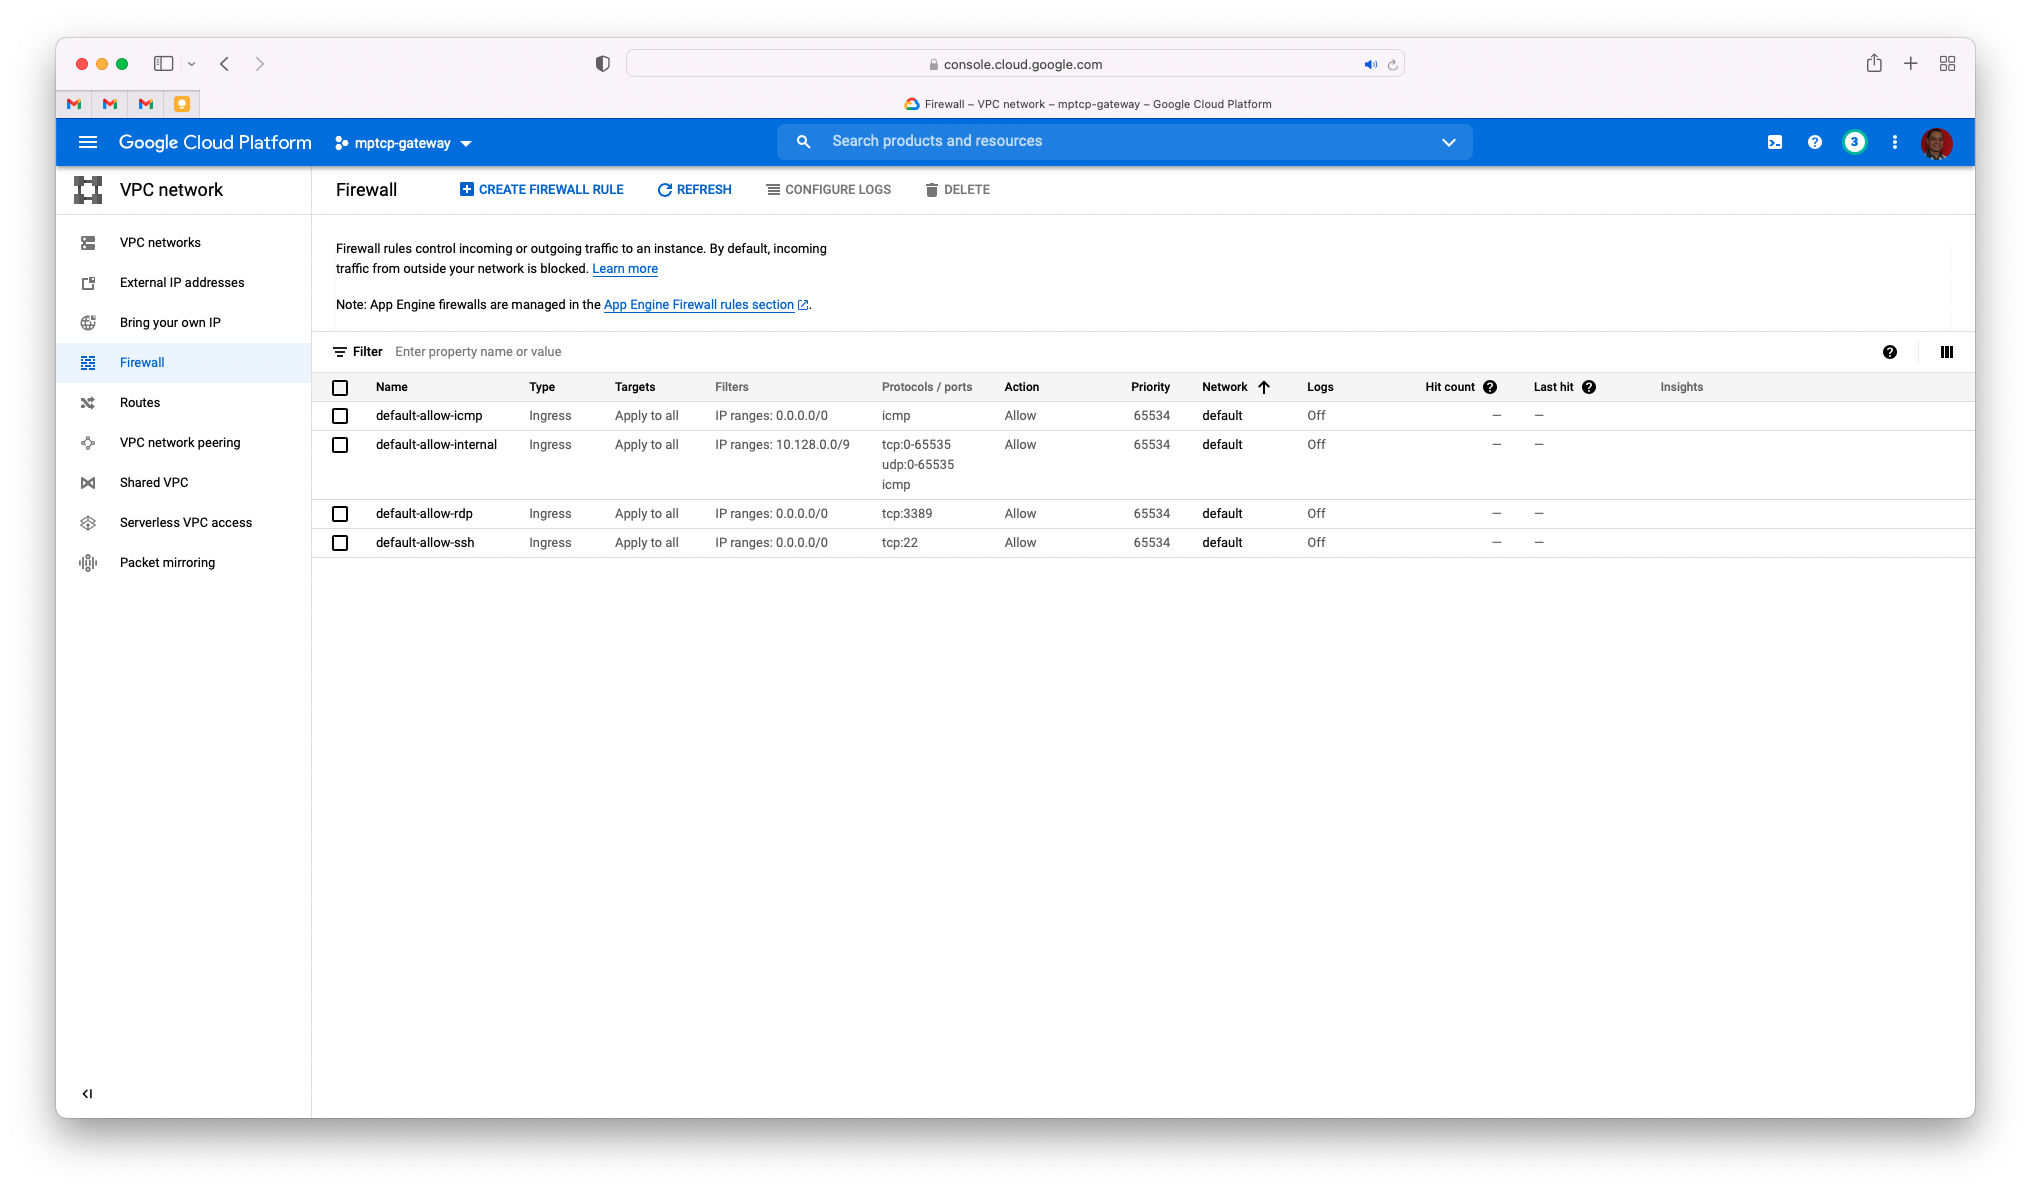 console.cloud.google.com
Firewall – VPC network – mptcp-gateway – Google Cloud Platform
Google Cloud Platform
mptcp-gateway
Search products and resources
3
VPC network
Firewall
CREATE FIREWALL RULE
REFRESH
CONFIGURE LOGS
DELETE
VPC networks
External IP addresses
Bring your own IP
Firewall
Routes
VPC network peering
Shared VPC
Serverless VPC access
Packet mirroring
Firewall rules control incoming or outgoing traffic to an instance. By default, incoming
traffic from outside your network is blocked. Learn more
Note: App Engine firewalls are managed in the App Engine Firewall rules section.
Filter Enter property name or value
Name Type Targets Filters Protocols / ports Action Priority Network Logs Hit count Last hit Insights
default-allow-icmp Ingress Apply to all IP ranges: 0.0.0.0/0 icmp Allow 65534 default Off — —
default-allow-internal Ingress Apply to all IP ranges: 10.128.0.0/9 tcp:0-65535 Allow 65534 default Off — —
udp:0-65535
icmp
default-allow-rdp Ingress Apply to all IP ranges: 0.0.0.0/0 tcp:3389 Allow 65534 default Off — —
default-allow-ssh Ingress Apply to all IP ranges: 0.0.0.0/0 tcp:22 Allow 65534 default Off — —